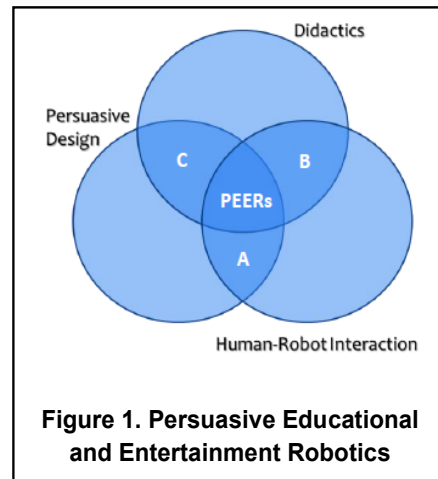 Didactics
Persuasive
Design
C
B
PEERs
A
Human-Robot Interaction
Figure 1. Persuasive Educational
and Entertainment Robotics